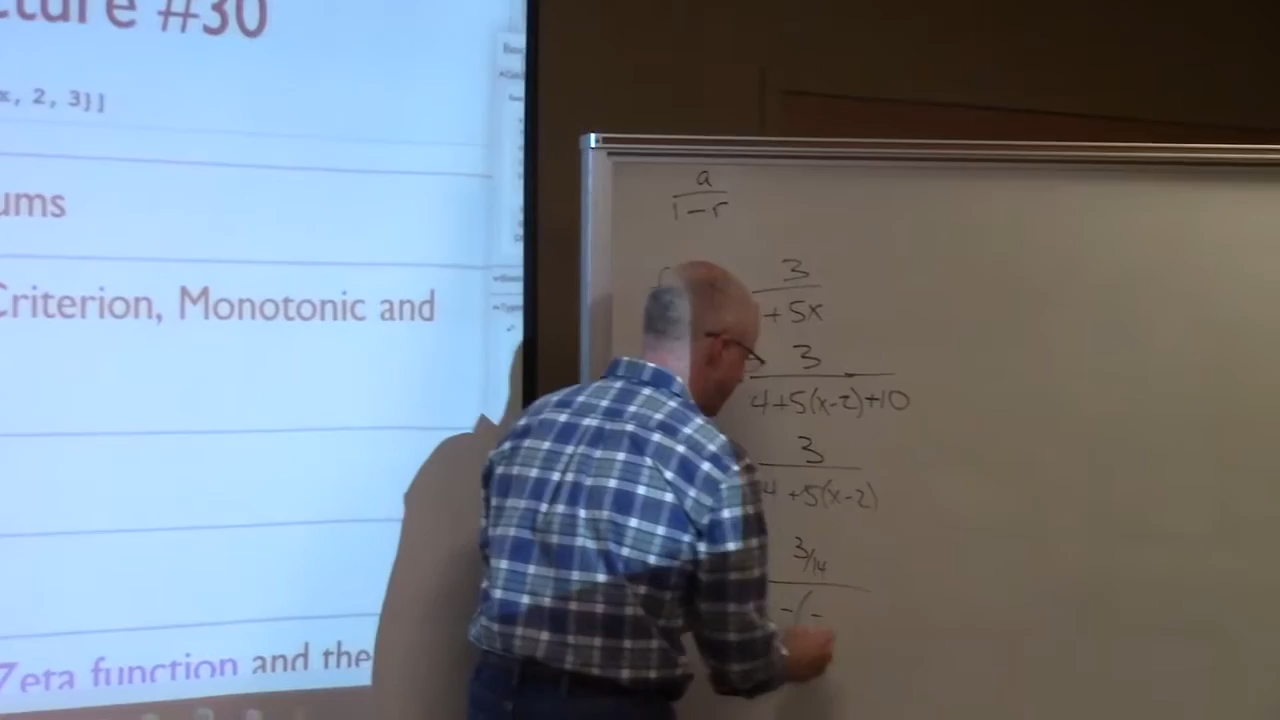 cture #30
x, 2, 3}]
ums
Criterion, Monotonic and
Zeta function and the
a
1-r
3
+ 5x
3
4+5(x-2)+10
3
4 +5(x-2)
3/14
-(-